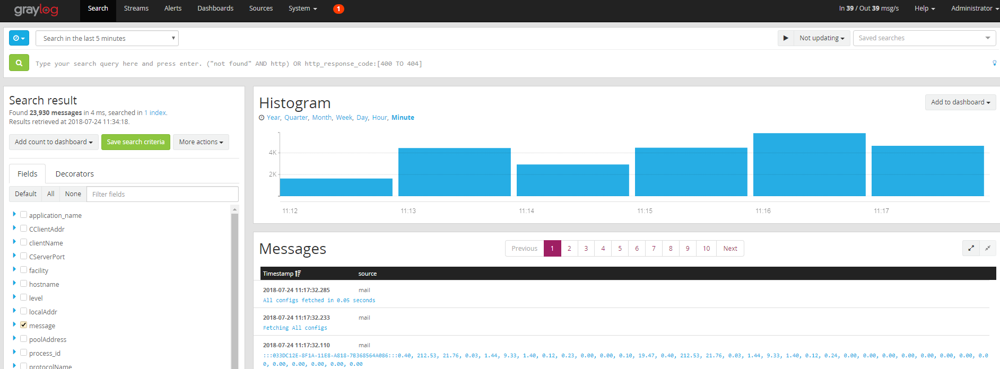 graylog Search Streams Alerts Dashboards Sources System 1 In 39 / Out 39 msg/s Help Administrator
Search in the last 5 minutes Not updating Saved searches
Type your search query here and press enter. ("not found" AND http) OR http_response_code:[400 TO 404]
Search result
Found 23,930 messages in 4 ms, searched in 1 index.
Results retrieved at 2018-07-24 11:34:18.
Add count to dashboard Save search criteria More actions
Fields Decorators
Default All None Filter fields
application_name
CClientAddr
clientName
CServerPort
facility
hostname
level
localAddr
message
poolAddress
process_id
protocolName
Histogram Add to dashboard
Year, Quarter, Month, Week, Day, Hour, Minute
4K
2K
11:12 11:13 11:14 11:15 11:16 11:17
Messages Previous 1 2 3 4 5 6 7 8 9 10 Next
Timestamp source
2018-07-24 11:17:32.285 mail
All configs fetched in 0.05 seconds
2018-07-24 11:17:32.233 mail
Fetching All configs
2018-07-24 11:17:32.110 mail
:::033DC12E-8F1A-11E8-A818-7B368564A086:::0.40, 212.53, 21.76, 0.03, 1.44, 9.33, 1.40, 0.12, 0.23, 0.00, 0.00, 0.10, 19.47, 0.40, 212.53, 21.76, 0.03, 1.44, 9.33, 1.40, 0.12, 0.24, 0.00, 0.00, 0.00, 0.00, 0.00, 0.00, 0.00, 0.0
0, 0.00, 0.00, 0.00, 0.00, 0.00